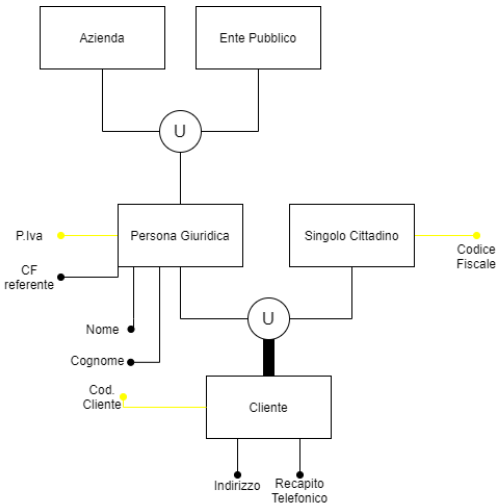 Azienda
Ente Pubblico
U
P.Iva
Persona Giuridica
Singolo Cittadino
Codice
Fiscale
CF
referente
Nome
U
Cognome
Cod.
Cliente
Cliente
Indirizzo
Recapito
Telefonico